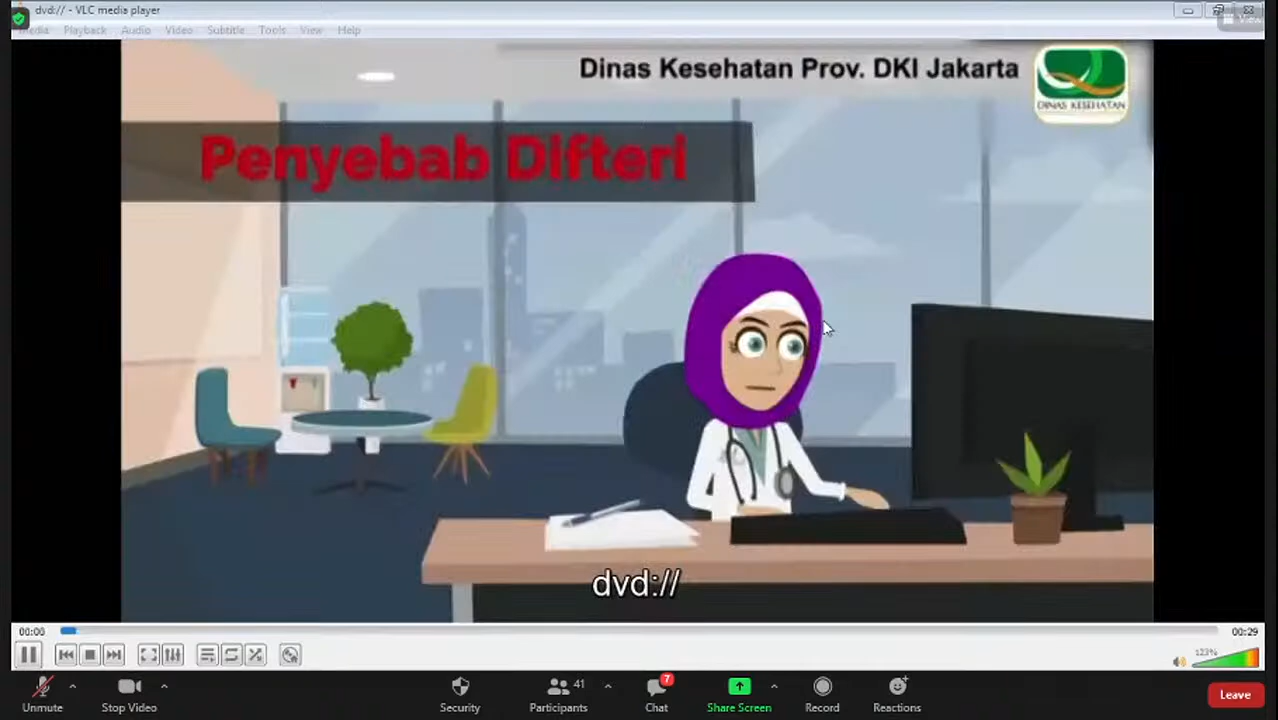 dvd:// - VLC media player
View
Media Playback Audio Video Subtitle Tools View Help
Dinas Kesehatan Prov. DKI Jakarta
DINAS KESEHATAN
Penyebab Difteri
dvd://
00:00
00:29
123%
Unmute
Stop Video
Security
41
Participants
7
Chat
Share Screen
Record
Reactions
Leave